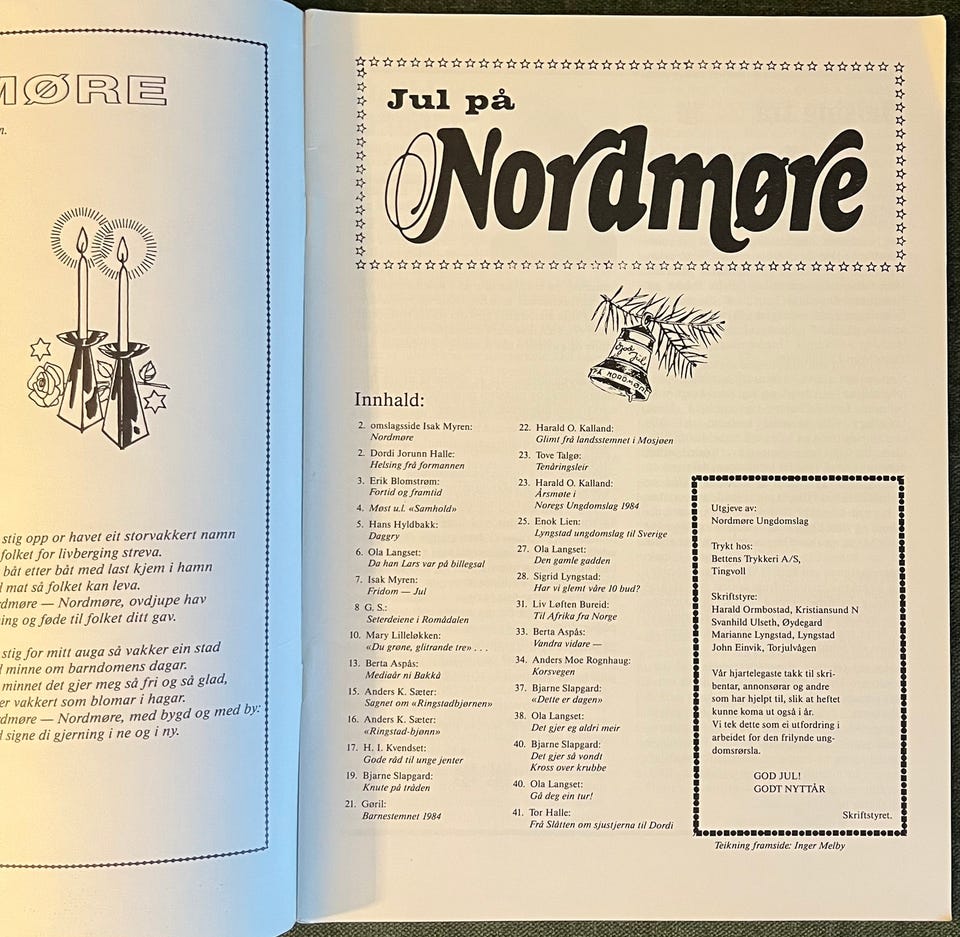 MØRE
n.
stig opp or havet eit storvakkert namn
folket for livberging streva.
båt etter båt med last kjem i hamn
mat så folket kan leva.
dmøre — Nordmøre, ovdjupe hav
ing og føde til folket ditt gav.
stig for mitt auga så vakker ein stad
minne om barndomens dagar.
minnet det gjer meg så fri og så glad,
er vakkert som blomar i hagar.
dmøre — Nordmøre, med bygd og med by:
signe di gjerning i ne og i ny.
Jul på
Nordmøre
God Jul
PÅ NORDMØR
Innhald:
2. omslagsside Isak Myren:
Nordmøre
2. Dordi Jorunn Halle:
Helsing frå formannen
3. Erik Blomstrøm:
Fortid og framtid
4. Møst u.l. «Samhold»
5. Hans Hyldbakk:
Daggry
6. Ola Langset:
Da han Lars var på billegsal
7. Isak Myren:
Fridom — Jul
8 G. S.:
Seterdeiene i Romådalen
10. Mary Lilleløkken:
«Du grøne, glitrande tre» . . .
13. Berta Aspås:
Mediaår ni Bakkå
15. Anders K. Sæter:
Sagnet om «Ringstadbjørnen»
16. Anders K. Sæter:
«Ringstad-bjønn»
17. H. I. Kvendset:
Gode råd til unge jenter
19. Bjarne Slapgard:
Knute på tråden
21. Gøril:
Barnestemnet 1984
22. Harald O. Kalland:
Glimt frå landsstemnet i Mosjøen
23. Tove Talgø:
Tenåringsleir
23. Harald O. Kalland:
Årsmøte i
Noregs Ungdomslag 1984
25. Enok Lien:
Lyngstad ungdomslag til Sverige
27. Ola Langset:
Den gamle gadden
28. Sigrid Lyngstad:
Har vi glemt våre 10 bud?
31. Liv Løften Bureid:
Til Afrika fra Norge
33. Berta Aspås:
Vandra vidare —
34. Anders Moe Rognhaug:
Korsvegen
37. Bjarne Slapgard:
«Dette er dagen»
38. Ola Langset:
Det gjer eg aldri meir
40. Bjarne Slapgard:
Det gjer så vondt
Kross over krubbe
40. Ola Langset:
Gå deg ein tur!
41. Tor Halle:
Frå Slåtten om sjustjerna til Dordi
Utgjeve av:
Nordmøre Ungdomslag
Trykt hos:
Bettens Trykkeri A/S,
Tingvoll
Skriftstyre:
Harald Ormbostad, Kristiansund N
Svanhild Ulseth, Øydegard
Marianne Lyngstad, Lyngstad
John Einvik, Torjulvågen
Vår hjartelegaste takk til skri-
bentar, annonsørar og andre
som har hjelpt til, slik at heftet
kunne koma ut også i år.
Vi tek dette som ei utfordring i
arbeidet for den frilynde ung-
domsrørsla.
GOD JUL!
GODT NYTTÅR
Skriftstyret.
Teikning framside: Inger Melby